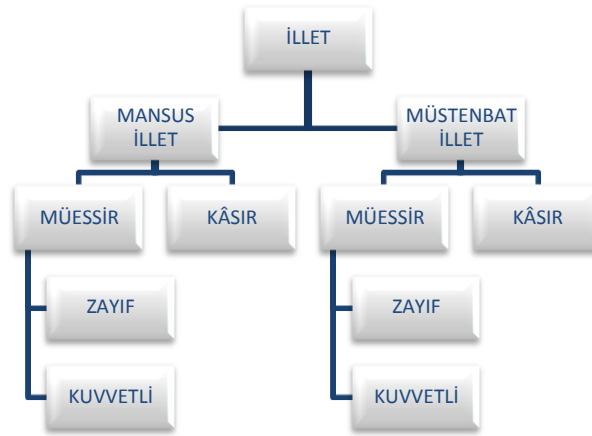 İLLET
MANSUS
İLLET
MÜSTENBAT
İLLET
MÜESSİR
KÂSIR
MÜESSİR
KÂSIR
ZAYIF
ZAYIF
KUVVETLİ
KUVVETLİ